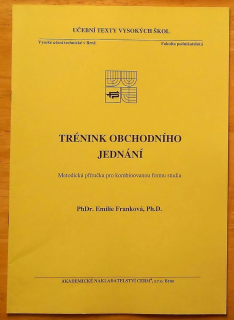 UČEBNÍ TEXTY VYSOKÝCH ŠKOL
Vysoké učení technické v Brně Fakulta podnikatelská
TRÉNINK OBCHODNÍHO
JEDNÁNÍ
Metodická příručka pro kombinovanou formu studia
PhDr. Emilie Franková, Ph.D.
AKADEMICKÉ NAKLADATELSTVÍ CERM®, s.r.o. Brno